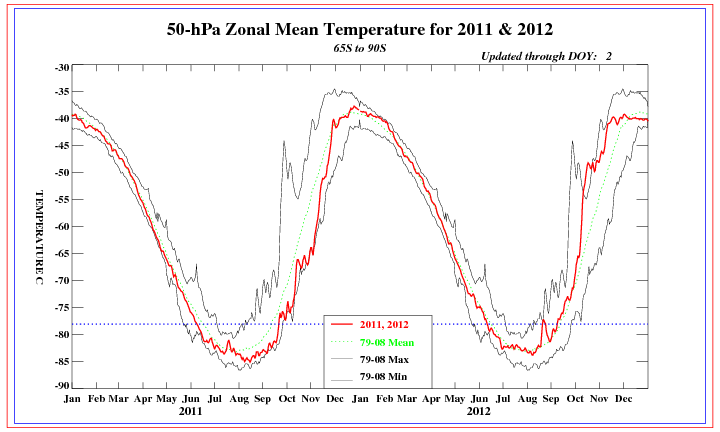 50-hPa Zonal Mean Temperature for 2011 & 2012
65S to 90S
Updated through DOY: 2
-30
-35
-40
-45
-50
-55
-60
-65
-70
-75
-80
-85
-90
TEMPERATURE C
2011, 2012
79-08 Mean
79-08 Max
79-08 Min
Jan Feb Mar Apr May Jun Jul Aug Sep Oct Nov Dec Jan Feb Mar Apr May Jun Jul Aug Sep Oct Nov Dec
2011 2012